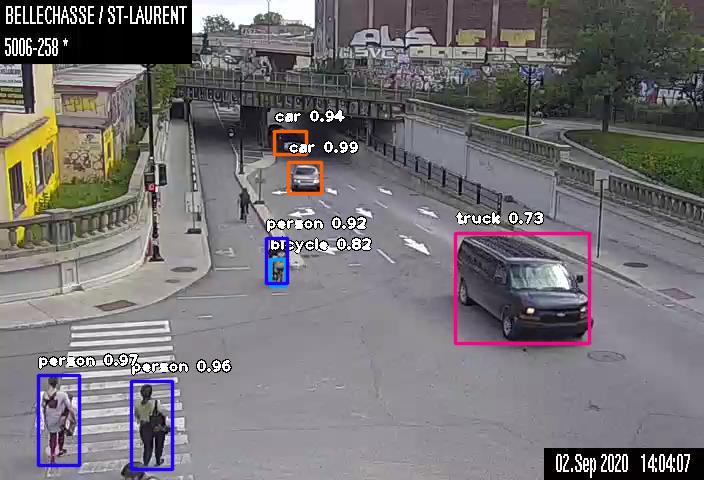 BELLECHASSE / ST-LAURENT
5006-258 *
car 0.94
car 0.99
person 0.92
bicycle 0.82
truck 0.73
person 0.97
person 0.96
02.Sep 2020 14:04:07